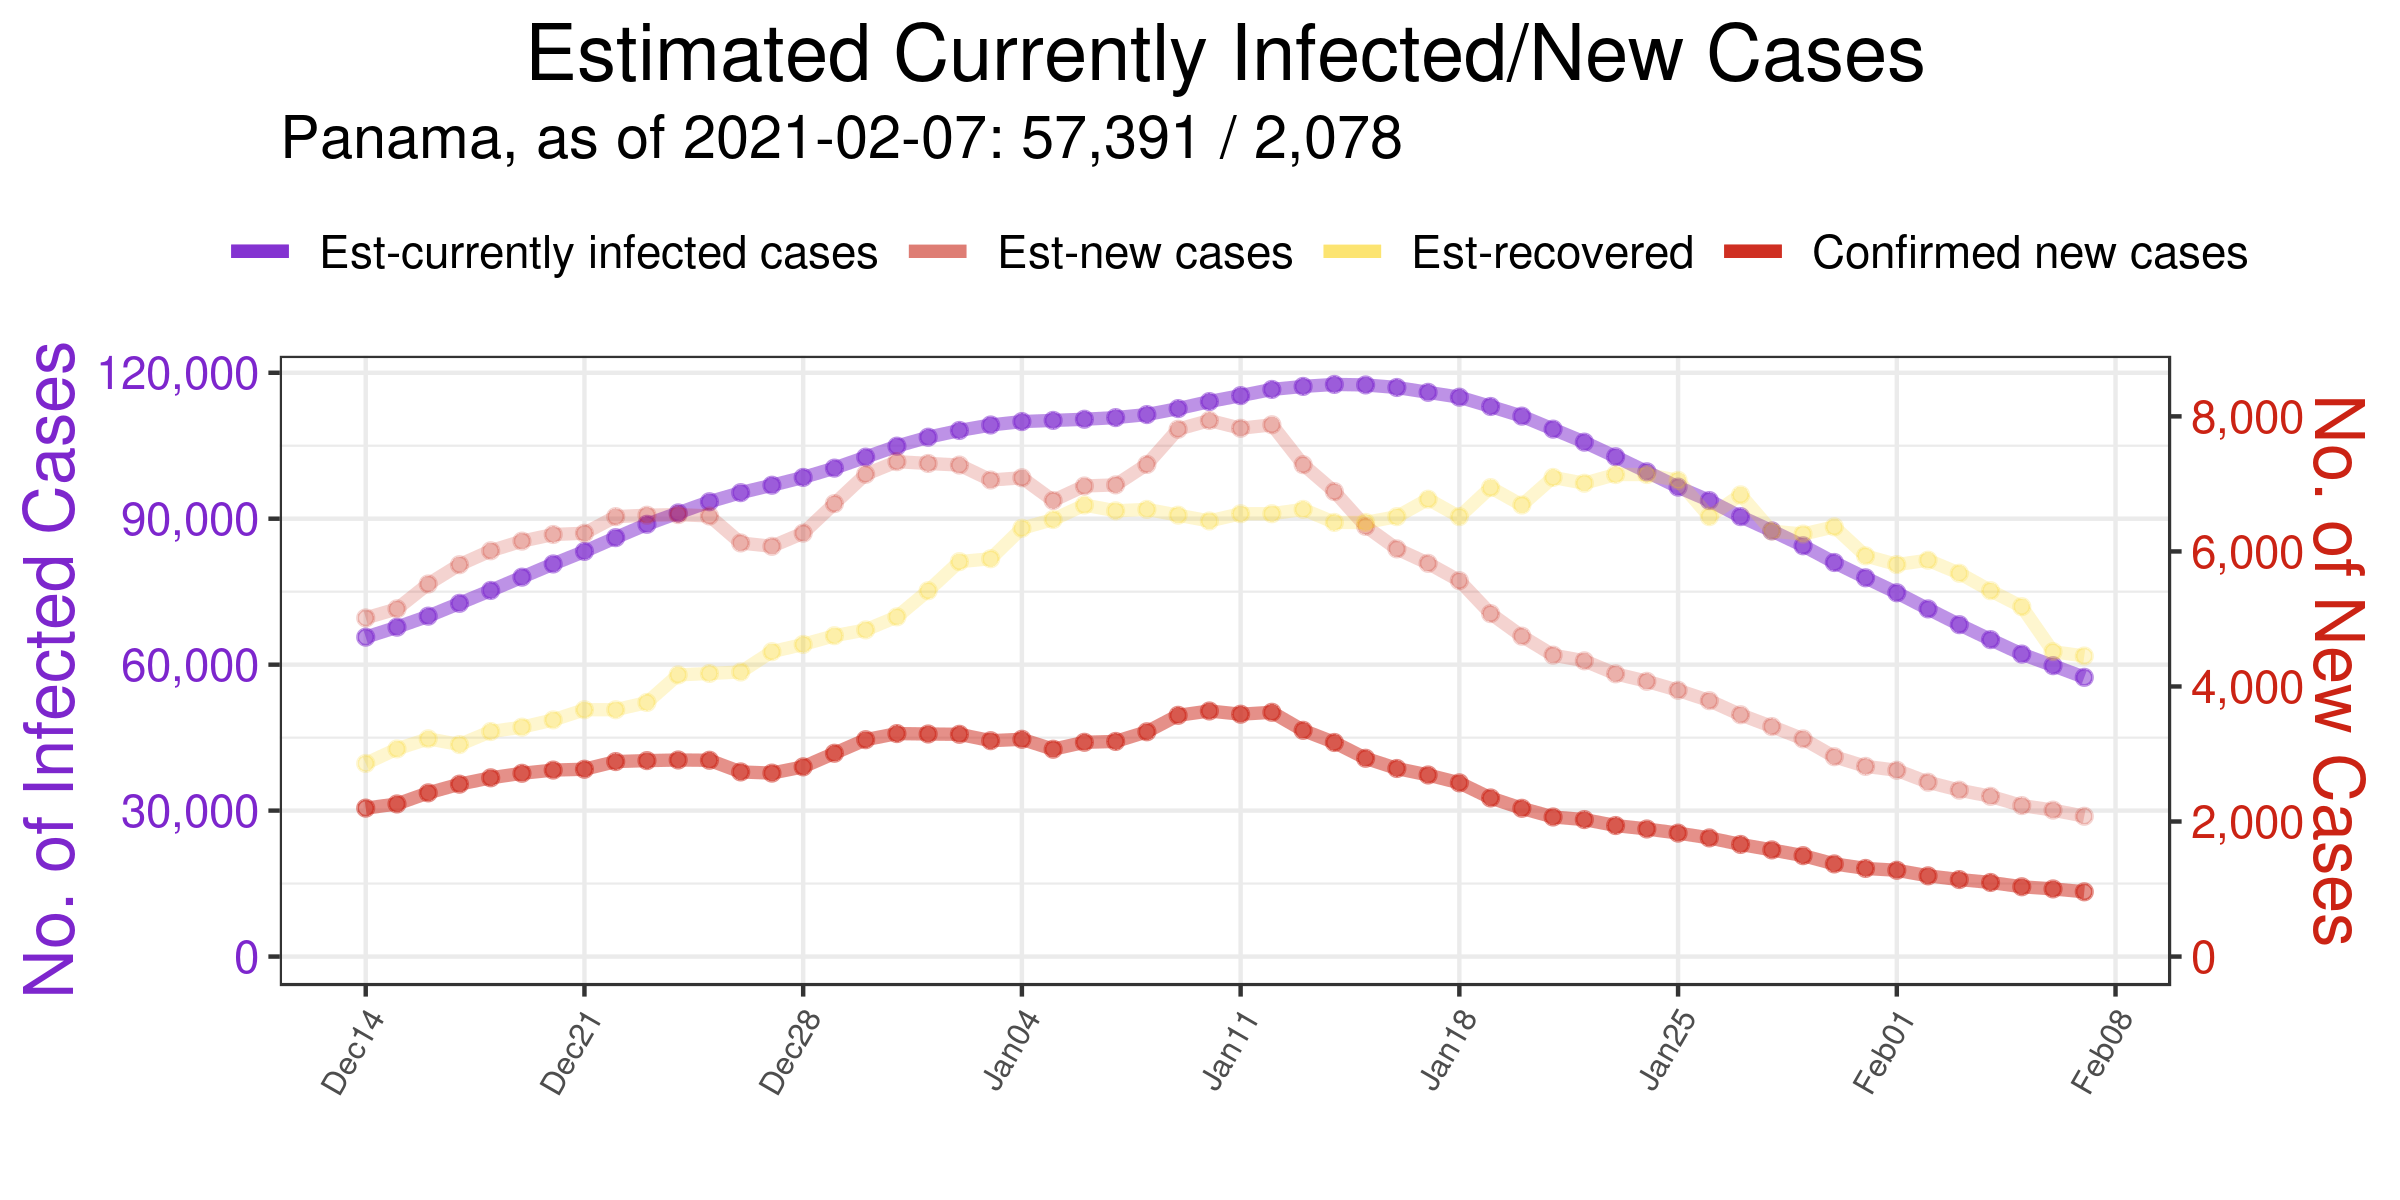 Estimated Currently Infected/New Cases
Panama, as of 2021-02-07: 57,391 / 2,078
Est-currently infected cases Est-new cases Est-recovered Confirmed new cases
No. of Infected Cases
120,000
90,000
60,000
30,000
0
8,000
6,000
4,000
2,000
0
No. of New Cases
Dec14 Dec21 Dec28 Jan04 Jan11 Jan18 Jan25 Feb01 Feb08